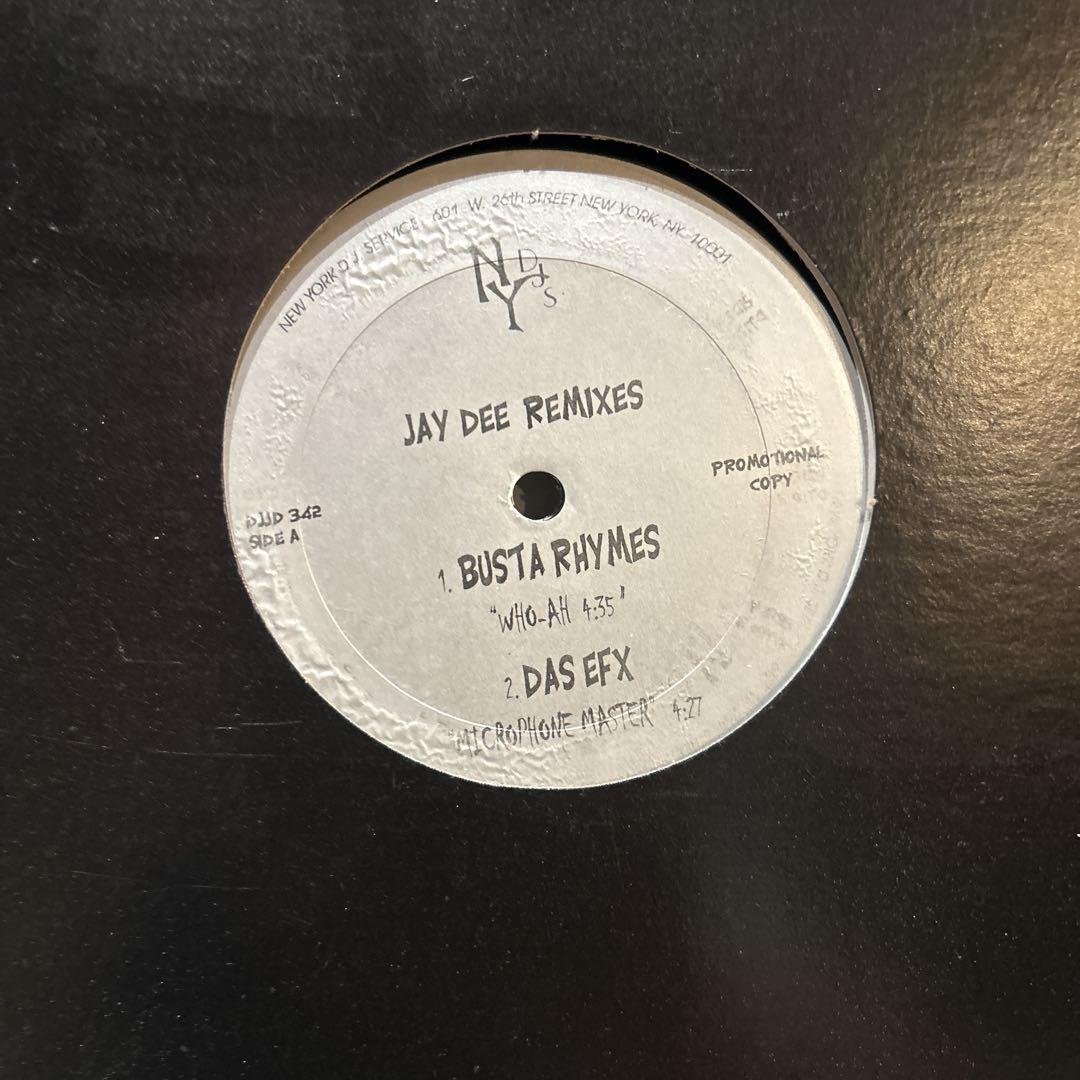 NEW YORK D.J. SERVICE 601 W. 26th STREET NEW YORK, NY 10001
NY DJS.
JAY DEE REMIXES
PROMOTIONAL
COPY
DJJD 342
SIDE A
1. BUSTA RHYMES
"WHO-AH 4:35"
2. DAS EFX
"MICROPHONE MASTER" 4:27